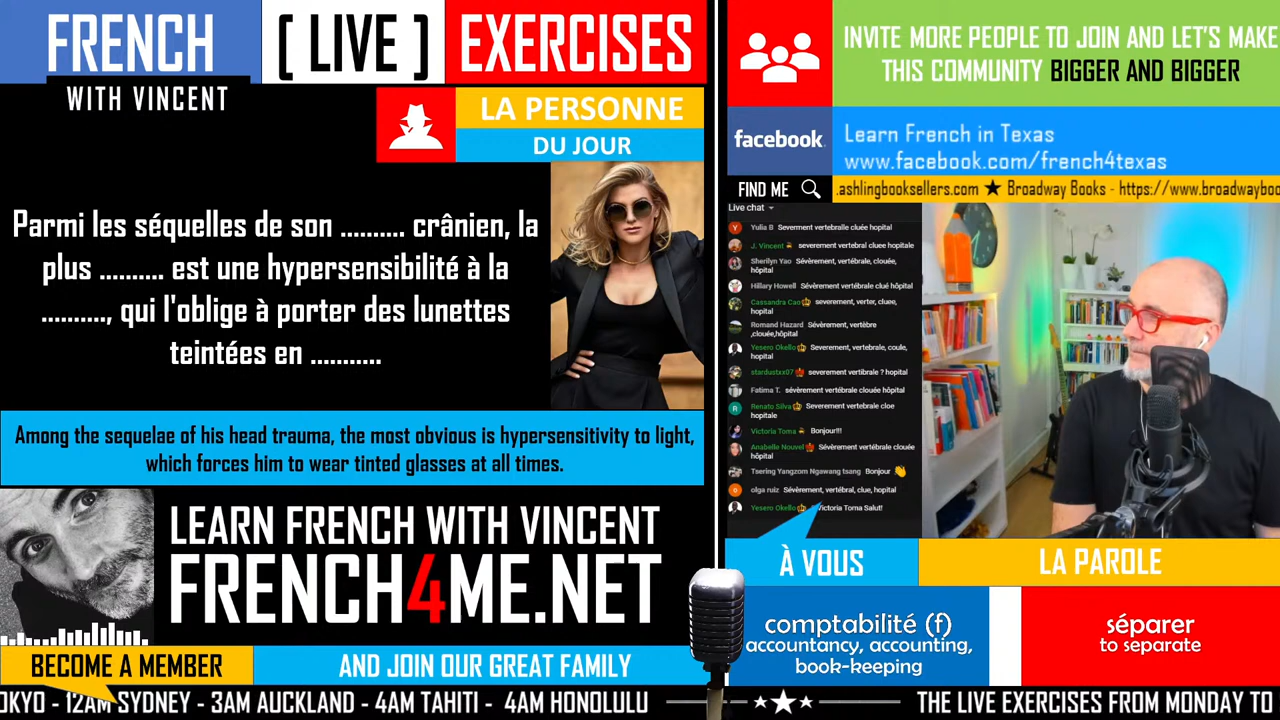 FRENCH
WITH VINCENT
[ LIVE ]
EXERCISES
LA PERSONNE
DU JOUR
Parmi les séquelles de son .......... crânien, la
plus .......... est une hypersensibilité à la
.........., qui l'oblige à porter des lunettes
teintées en ...........
Among the sequelae of his head trauma, the most obvious is hypersensitivity to light,
which forces him to wear tinted glasses at all times.
LEARN FRENCH WITH VINCENT
FRENCH4ME.NET
BECOME A MEMBER
AND JOIN OUR GREAT FAMILY
INVITE MORE PEOPLE TO JOIN AND LET'S MAKE
THIS COMMUNITY BIGGER AND BIGGER
facebook
Learn French in Texas
www.facebook.com/french4texas
FIND ME
.ashlingbooksellers.com ★ Broadway Books - https://www.broadwayboo
Live chat
Y Yulia B Severment vertebralle cluée hopital
J. Vincent severement vertebral cluee hopitale
Sherilyn Yao Sévèrement, vertébrale, clouée,
hôpital
Hillary Howell Sévèrement vertébrale clué hôpital
Cassandra Cao severement, verter, cluee,
hopital
Romand Hazard Sévèrement, vertèbre
,clouée,hôpital
Yesero Okello Severement, vertebrale, coule,
hopital
stardustxx07 severement vertibrale ? hopital
Fatima T. sévèrement vertébrale clouée hôpital
R Renato Silva Severement vertebrale cloe
hopitale
Victoria Toma Bonjour!!!
Anabelle Nouvel Sévèrement vertébrale clouée
hôpital
Tsering Yangzom Ngawang tsang Bonjour 👏
O olga ruiz Sévèrement, vertébral, clue, hopital
Yesero Okello Victoria Toma Salut!
À VOUS
LA PAROLE
comptabilité (f)
accountancy, accounting,
book-keeping
séparer
to separate
OKYO - 12AM SYDNEY - 3AM AUCKLAND - 4AM TAHITI - 4AM HONOLULU
THE LIVE EXERCISES FROM MONDAY TO